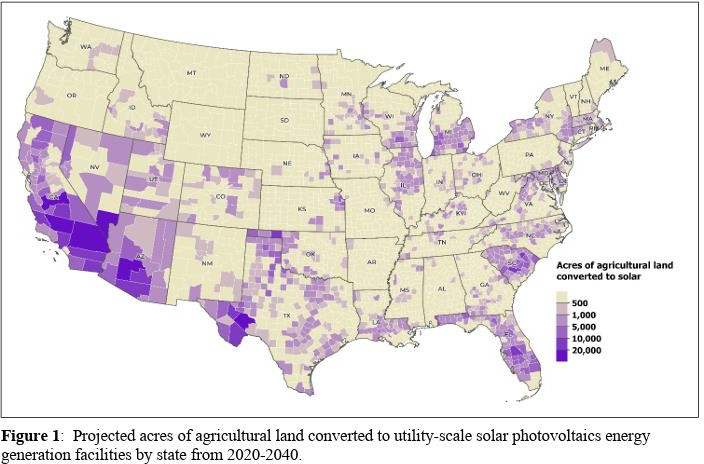 WA
MT
ND
ME
OR
ID
MN
VT
NH
WI
NY
MA
SD
MI
CT
RI
WY
IA
PA
NJ
NV
NE
OH
MD
DE
UT
IL
IN
CO
WV
VA
KS
MO
KY
CA
NC
TN
AZ
OK
NM
AR
SC
MS
AL
GA
TX
LA
FL
Acres of agricultural land
converted to solar
500
1,000
5,000
10,000
20,000
Figure 1: Projected acres of agricultural land converted to utility-scale solar photovoltaics energy
generation facilities by state from 2020-2040.